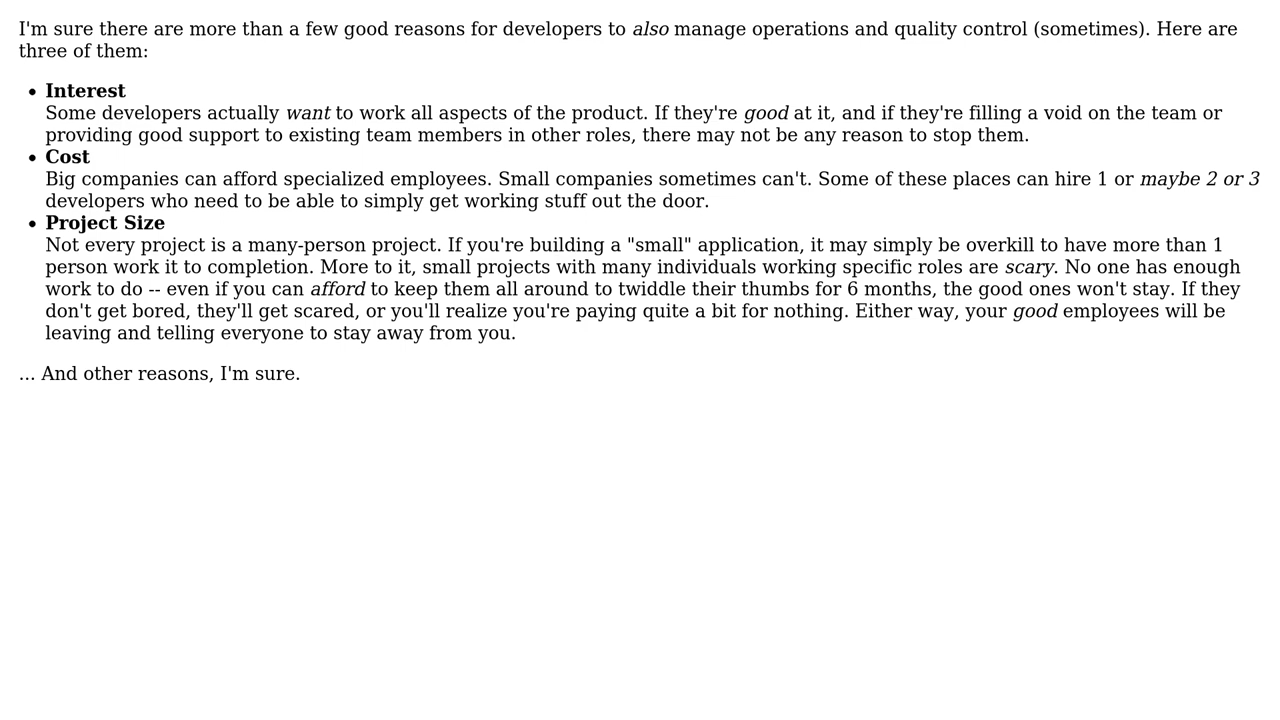 I'm sure there are more than a few good reasons for developers to also manage operations and quality control (sometimes). Here are
three of them:
• Interest
Some developers actually want to work all aspects of the product. If they're good at it, and if they're filling a void on the team or
providing good support to existing team members in other roles, there may not be any reason to stop them.
• Cost
Big companies can afford specialized employees. Small companies sometimes can't. Some of these places can hire 1 or maybe 2 or 3
developers who need to be able to simply get working stuff out the door.
• Project Size
Not every project is a many-person project. If you're building a "small" application, it may simply be overkill to have more than 1
person work it to completion. More to it, small projects with many individuals working specific roles are scary. No one has enough
work to do -- even if you can afford to keep them all around to twiddle their thumbs for 6 months, the good ones won't stay. If they
don't get bored, they'll get scared, or you'll realize you're paying quite a bit for nothing. Either way, your good employees will be
leaving and telling everyone to stay away from you.
... And other reasons, I'm sure.